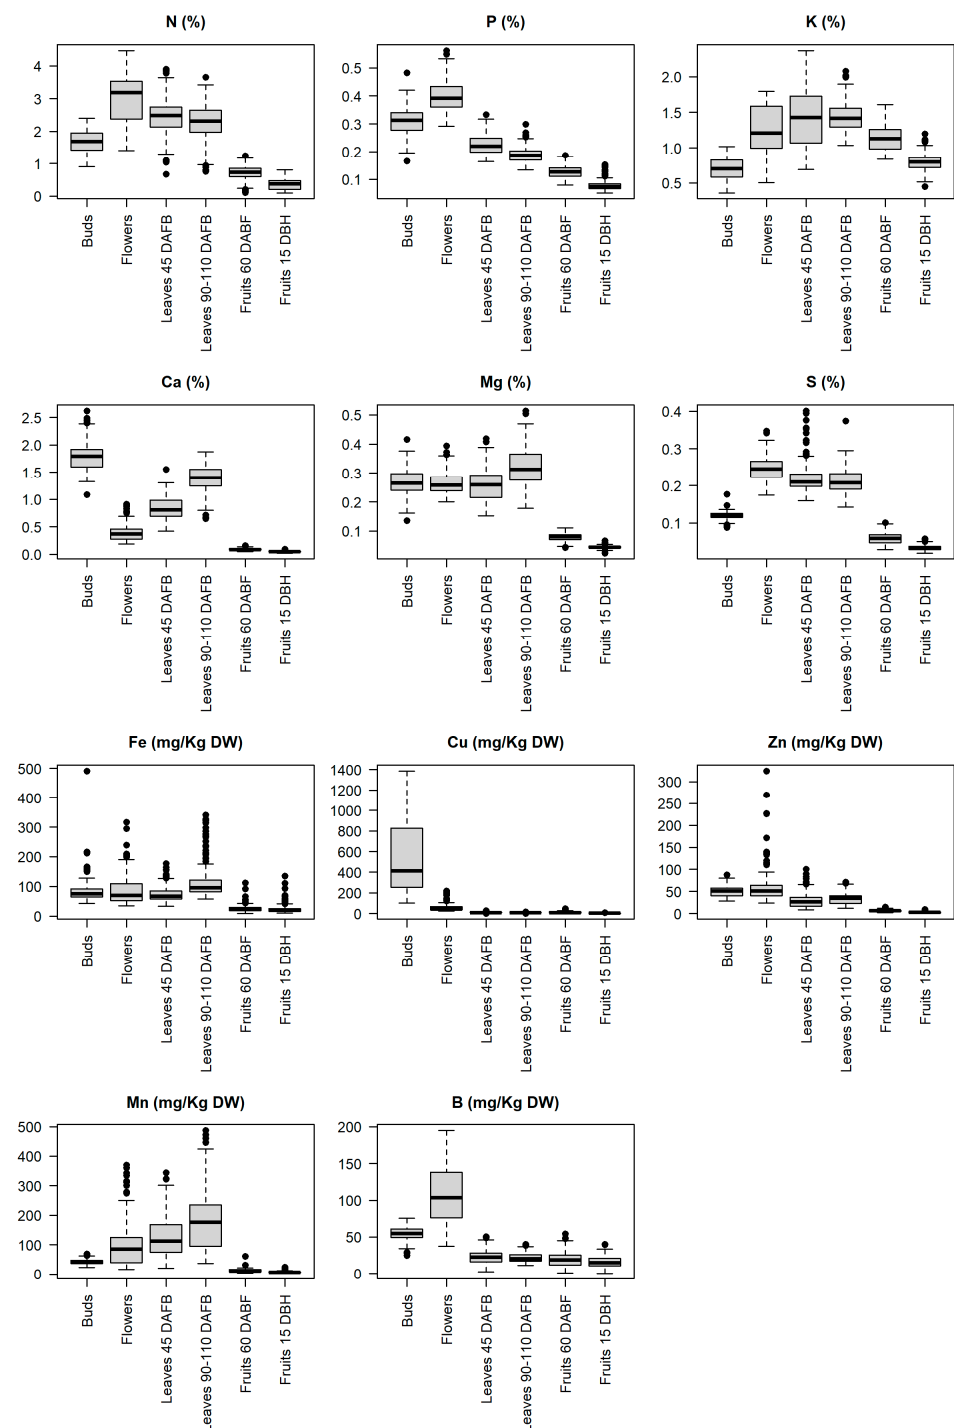 N (%)
P (%)
K (%)
4
3
2
1
0
0.5
0.4
0.3
0.2
0.1
2.0
1.5
1.0
0.5
Buds
Flowers
Leaves 45 DAFB
Leaves 90-110 DAFB
Fruits 60 DABF
Fruits 15 DBH
Buds
Flowers
Leaves 45 DAFB
Leaves 90-110 DAFB
Fruits 60 DABF
Fruits 15 DBH
Buds
Flowers
Leaves 45 DAFB
Leaves 90-110 DAFB
Fruits 60 DABF
Fruits 15 DBH
Ca (%)
Mg (%)
S (%)
2.5
2.0
1.5
1.0
0.5
0.0
0.5
0.4
0.3
0.2
0.1
0.4
0.3
0.2
0.1
Buds
Flowers
Leaves 45 DAFB
Leaves 90-110 DAFB
Fruits 60 DABF
Fruits 15 DBH
Buds
Flowers
Leaves 45 DAFB
Leaves 90-110 DAFB
Fruits 60 DABF
Fruits 15 DBH
Buds
Flowers
Leaves 45 DAFB
Leaves 90-110 DAFB
Fruits 60 DABF
Fruits 15 DBH
Fe (mg/Kg DW)
Cu (mg/Kg DW)
Zn (mg/Kg DW)
500
400
300
200
100
0
1400
1200
1000
800
600
400
200
0
300
250
200
150
100
50
0
Buds
Flowers
Leaves 45 DAFB
Leaves 90-110 DAFB
Fruits 60 DABF
Fruits 15 DBH
Buds
Flowers
Leaves 45 DAFB
Leaves 90-110 DAFB
Fruits 60 DABF
Fruits 15 DBH
Buds
Flowers
Leaves 45 DAFB
Leaves 90-110 DAFB
Fruits 60 DABF
Fruits 15 DBH
Mn (mg/Kg DW)
B (mg/Kg DW)
500
400
300
200
100
0
200
150
100
50
0
Buds
Flowers
Leaves 45 DAFB
Leaves 90-110 DAFB
Fruits 60 DABF
Fruits 15 DBH
Buds
Flowers
Leaves 45 DAFB
Leaves 90-110 DAFB
Fruits 60 DABF
Fruits 15 DBH